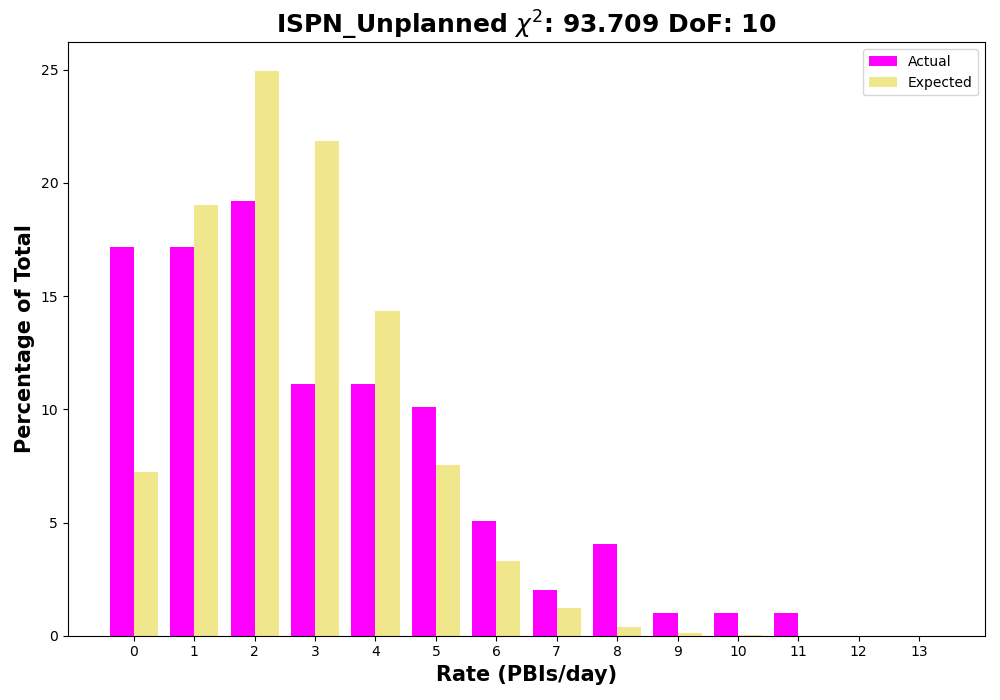 ISPN_Unplanned χ²: 93.709 DoF: 10
Actual
Expected
Percentage of Total
25
20
15
10
5
0
0 1 2 3 4 5 6 7 8 9 10 11 12 13
Rate (PBIs/day)